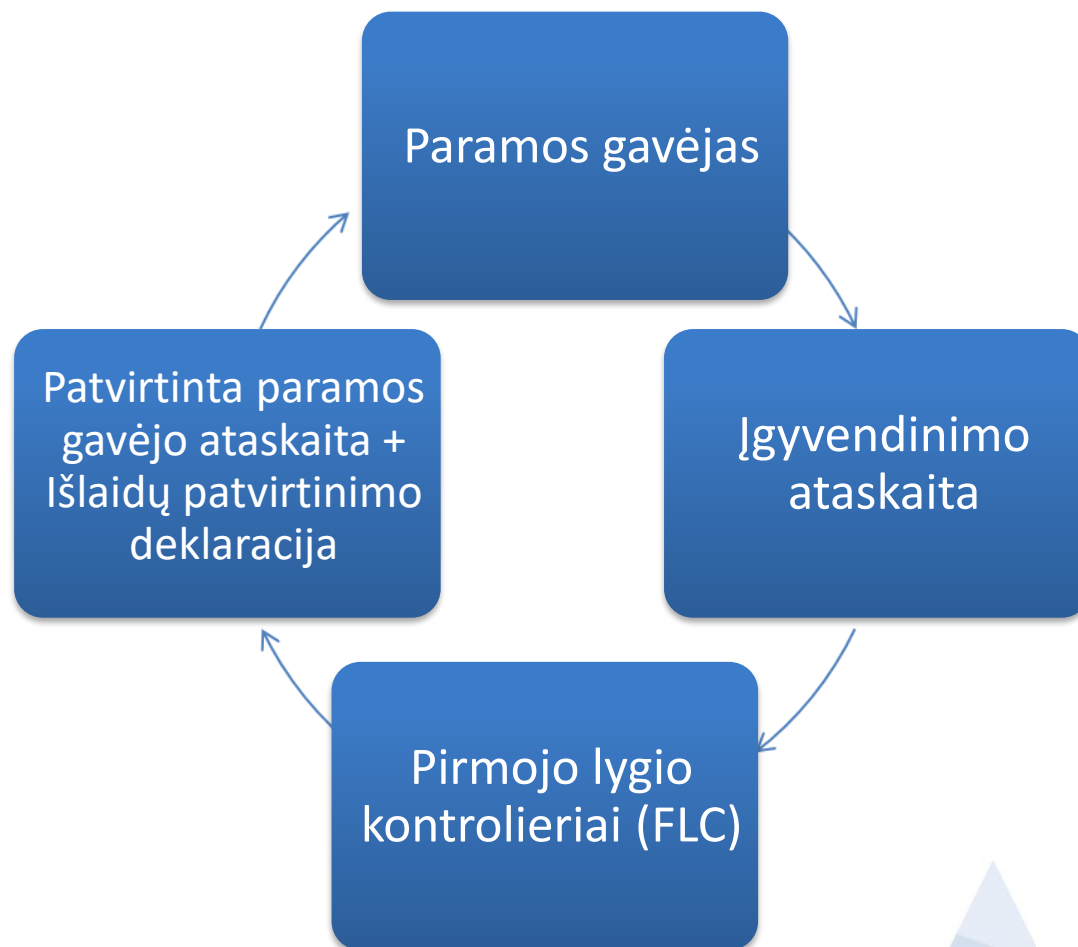 Paramos gavėjas
Patvirtinta paramos
gavėjo ataskaita +
Išlaidų patvirtinimo
deklaracija
Įgyvendinimo
ataskaita
Pirmojo lygio
kontrolieriai (FLC)